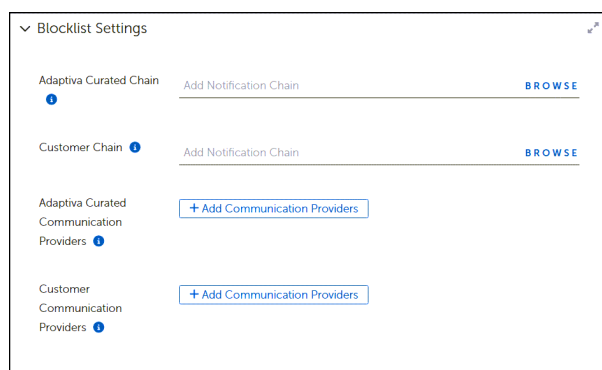 Blocklist Settings
Adaptiva Curated Chain
Add Notification Chain BROWSE
Customer Chain
Add Notification Chain BROWSE
Adaptiva Curated
Communication
Providers
+ Add Communication Providers
Customer
Communication
Providers
+ Add Communication Providers